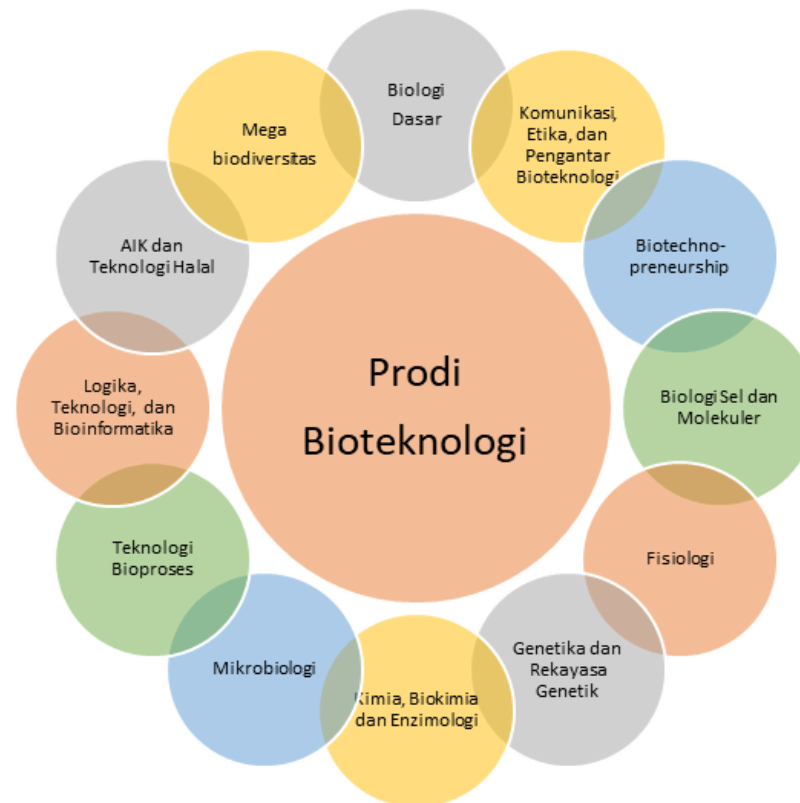 Biologi
Dasar
Komunikasi,
Etika, dan
Pengantar
Bioteknologi
Biotechno-
preneurship
Biologi Sel dan
Molekuler
Fisiologi
Genetika dan
Rekayasa
Genetik
Kimia, Biokimia
dan Enzimologi
Mikrobiologi
Teknologi
Bioproses
Logika,
Teknologi, dan
Bioinformatika
AIK dan
Teknologi Halal
Mega
biodiversitas
Prodi
Bioteknologi